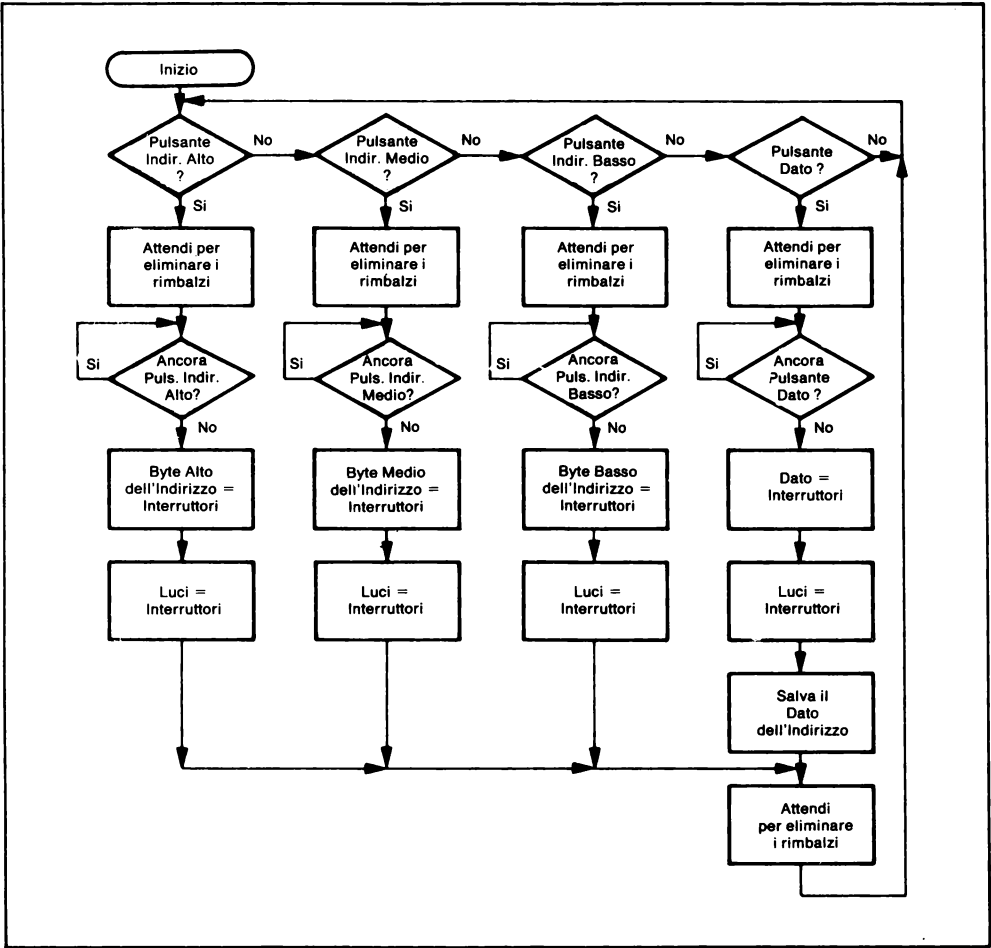 Inizio
Pulsante
Indir. Alto
?
No
Pulsante
Indir. Medio
?
No
Pulsante
Indir. Basso
?
No
Pulsante
Dato ?
No
Si
Si
Si
Si
Attendi per
eliminare i
rimbalzi
Attendi per
eliminare i
rimbalzi
Attendi per
eliminare i
rimbalzi
Attendi per
eliminare i
rimbalzi
Si
Ancora
Puls. Indir.
Alto?
Si
Ancora
Puls. Indir.
Medio?
Si
Ancora
Puls. Indir.
Basso?
Si
Ancora
Pulsante
Dato ?
No
No
No
No
Byte Alto
dell'Indirizzo =
Interruttori
Byte Medio
dell'Indirizzo =
Interruttori
Byte Basso
dell'Indirizzo =
Interruttori
Dato =
Interruttori
Luci =
Interruttori
Luci =
Interruttori
Luci =
Interruttori
Luci =
Interruttori
Salva il
Dato
dell'Indirizzo
Attendi
per eliminare
i rimbalzi